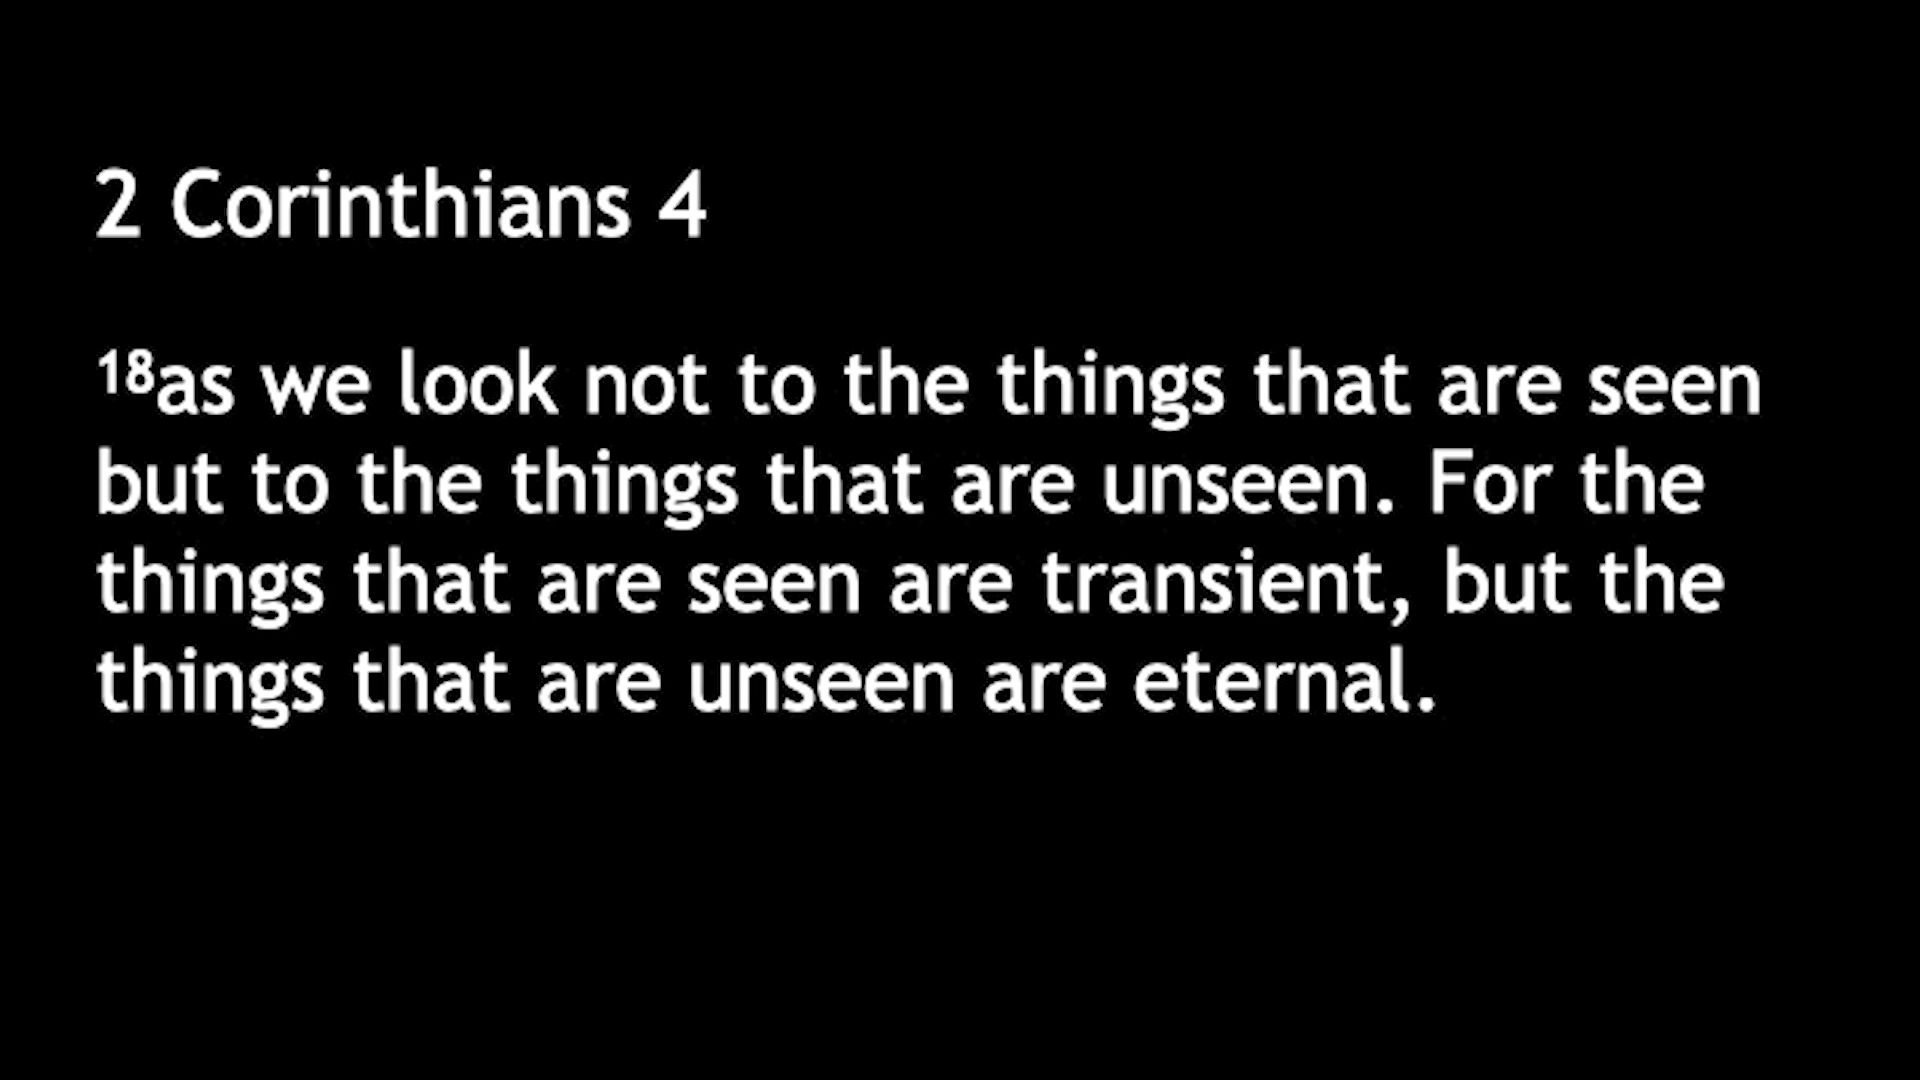 2 Corinthians 4
¹⁸as we look not to the things that are seen
but to the things that are unseen. For the
things that are seen are transient, but the
things that are unseen are eternal.